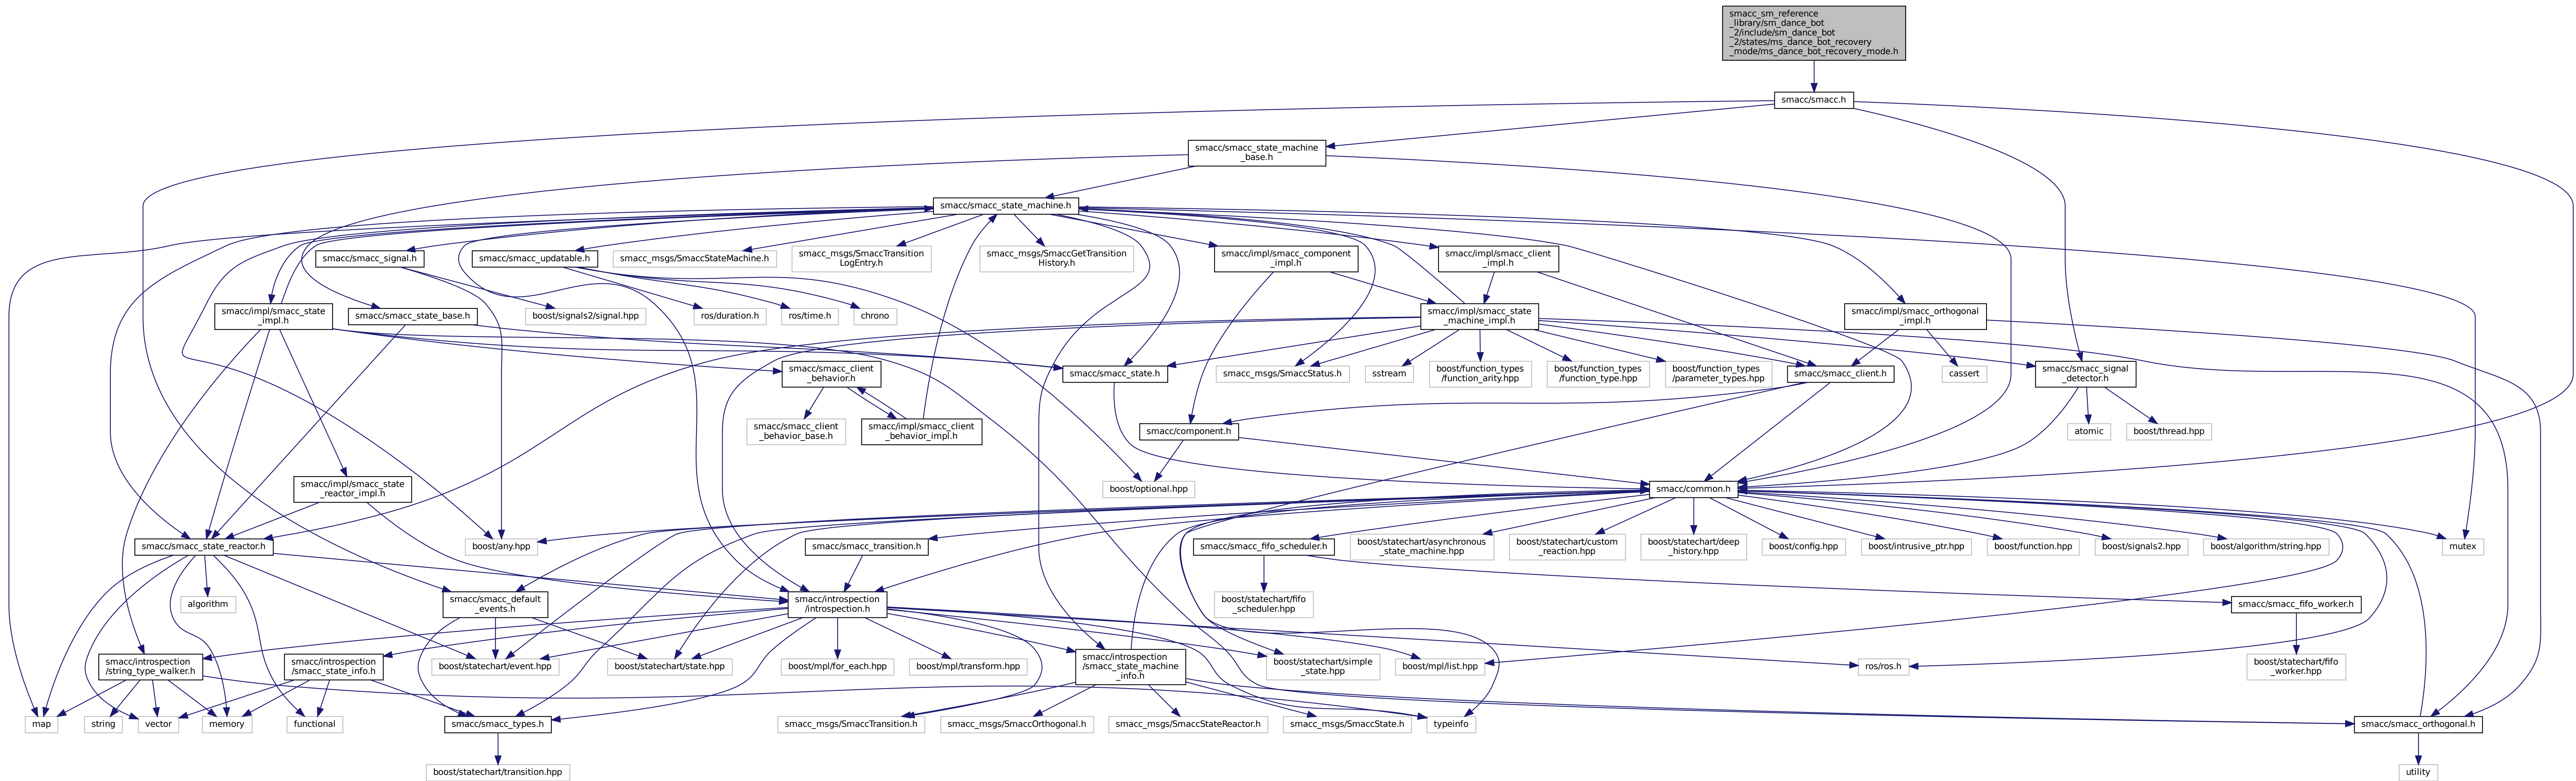 smacc_sm_reference
_library/sm_dance_bot
_2/include/sm_dance_bot
_2/states/ms_dance_bot_recovery
_mode/ms_dance_bot_recovery_mode.h
smacc/smacc.h
smacc/smacc_state_machine
_base.h
smacc/smacc_state_machine.h
smacc/smacc_signal.h
smacc/smacc_updatable.h
smacc_msgs/SmaccStateMachine.h
smacc_msgs/SmaccTransition
LogEntry.h
smacc_msgs/SmaccGetTransition
History.h
smacc/impl/smacc_component
_impl.h
smacc/impl/smacc_client
_impl.h
smacc/impl/smacc_state
_impl.h
smacc/smacc_state_base.h
boost/signals2/signal.hpp
ros/duration.h
ros/time.h
chrono
smacc/impl/smacc_state
_machine_impl.h
smacc/impl/smacc_orthogonal
_impl.h
smacc/smacc_client
_behavior.h
smacc/smacc_state.h
smacc_msgs/SmaccStatus.h
sstream
boost/function_types
/function_arity.hpp
boost/function_types
/function_type.hpp
boost/function_types
/parameter_types.hpp
smacc/smacc_client.h
cassert
smacc/smacc_signal
_detector.h
smacc/smacc_client
_behavior_base.h
smacc/impl/smacc_client
_behavior_impl.h
smacc/component.h
atomic
boost/thread.hpp
smacc/impl/smacc_state
_reactor_impl.h
boost/optional.hpp
smacc/common.h
smacc/smacc_state_reactor.h
boost/any.hpp
smacc/smacc_transition.h
smacc/smacc_fifo_scheduler.h
boost/statechart/asynchronous
_state_machine.hpp
boost/statechart/custom
_reaction.hpp
boost/statechart/deep
_history.hpp
boost/config.hpp
boost/intrusive_ptr.hpp
boost/function.hpp
boost/signals2.hpp
boost/algorithm/string.hpp
mutex
algorithm
smacc/smacc_default
_events.h
smacc/introspection
/introspection.h
boost/statechart/fifo
_scheduler.hpp
smacc/smacc_fifo_worker.h
smacc/introspection
/string_type_walker.h
smacc/introspection
/smacc_state_info.h
boost/statechart/event.hpp
boost/statechart/state.hpp
boost/mpl/for_each.hpp
boost/mpl/transform.hpp
smacc/introspection
/smacc_state_machine
_info.h
boost/statechart/simple
_state.hpp
boost/mpl/list.hpp
ros/ros.h
boost/statechart/fifo
_worker.hpp
map
string
vector
memory
functional
smacc/smacc_types.h
smacc_msgs/SmaccTransition.h
smacc_msgs/SmaccOrthogonal.h
smacc_msgs/SmaccStateReactor.h
smacc_msgs/SmaccState.h
typeinfo
smacc/smacc_orthogonal.h
boost/statechart/transition.hpp
utility